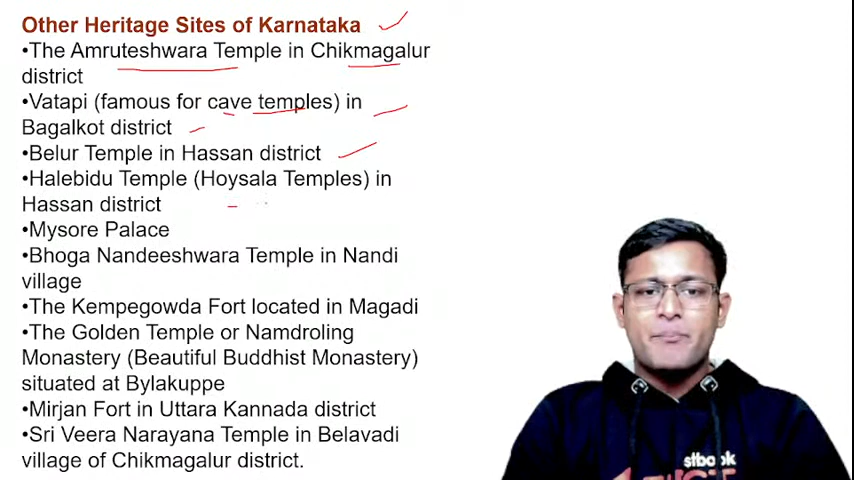 Other Heritage Sites of Karnataka
•The Amruteshwara Temple in Chikmagalur
district
•Vatapi (famous for cave temples) in
Bagalkot district
•Belur Temple in Hassan district
•Halebidu Temple (Hoysala Temples) in
Hassan district
•Mysore Palace
•Bhoga Nandeeshwara Temple in Nandi
village
•The Kempegowda Fort located in Magadi
•The Golden Temple or Namdroling
Monastery (Beautiful Buddhist Monastery)
situated at Bylakuppe
•Mirjan Fort in Uttara Kannada district
•Sri Veera Narayana Temple in Belavadi
village of Chikmagalur district.